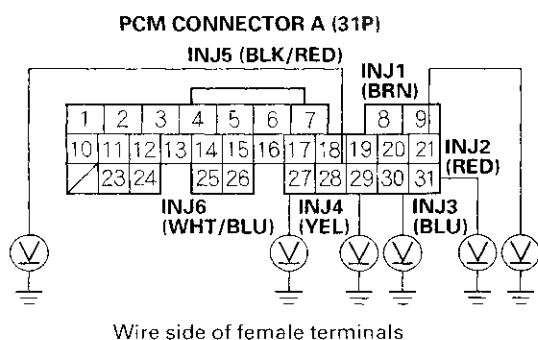 PCM CONNECTOR A (31P)
INJ5 (BLK/RED)
INJ1
(BRN)
1 2 3 4 5 6 7 8 9
10 11 12 13 14 15 16 17 18 19 20 21
INJ2
(RED)
23 24 25 26 27 28 29 30 31
INJ6
(WHT/BLU)
INJ4
(YEL)
INJ3
(BLU)
V V V V V V
Wire side of female terminals